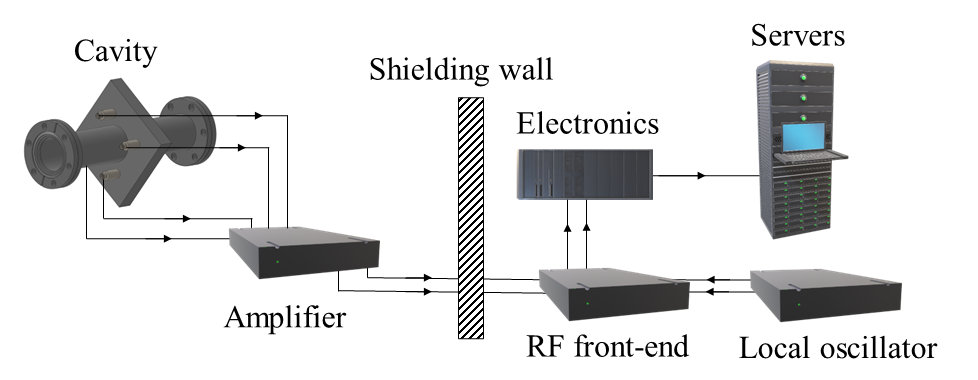 Cavity
Shielding wall
Servers
Electronics
Amplifier
RF front-end
Local oscillator